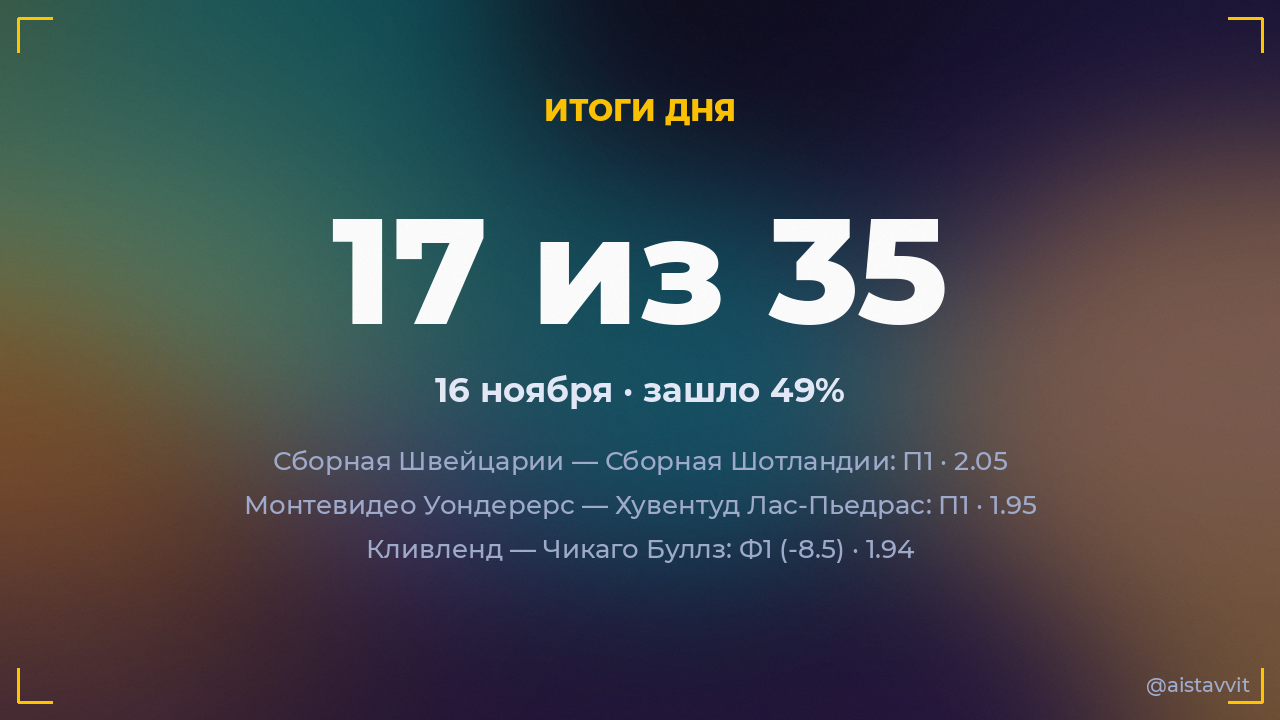 ИТОГИ ДНЯ
17 из 35
16 ноября · зашло 49%
Сборная Швейцарии — Сборная Шотландии: П1 · 2.05
Монтевидео Уондерерс — Хувентуд Лас-Пьедрас: П1 · 1.95
Кливленд — Чикаго Буллз: Ф1 (-8.5) · 1.94
@aistavvit